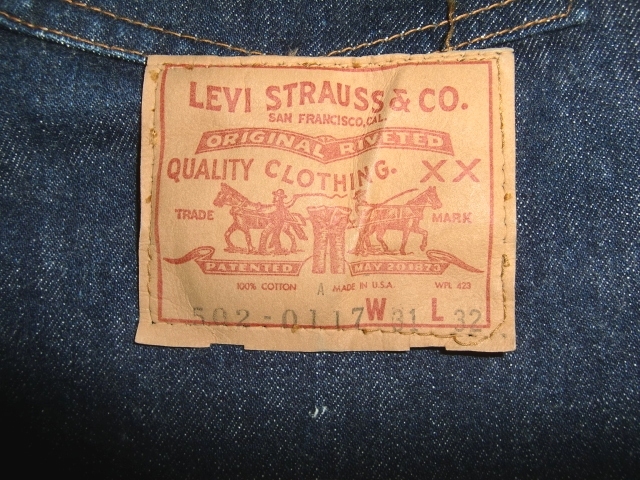 LEVI STRAUSS & CO.
SAN FRANCISCO, CAL.
ORIGINAL RIVETED
QUALITY CLOTHING. XX
TRADE MARK
PATENTED MAY 20 1873
100% COTTON A MADE IN U.S.A. WPL 423
502-0117 W 31 L 32